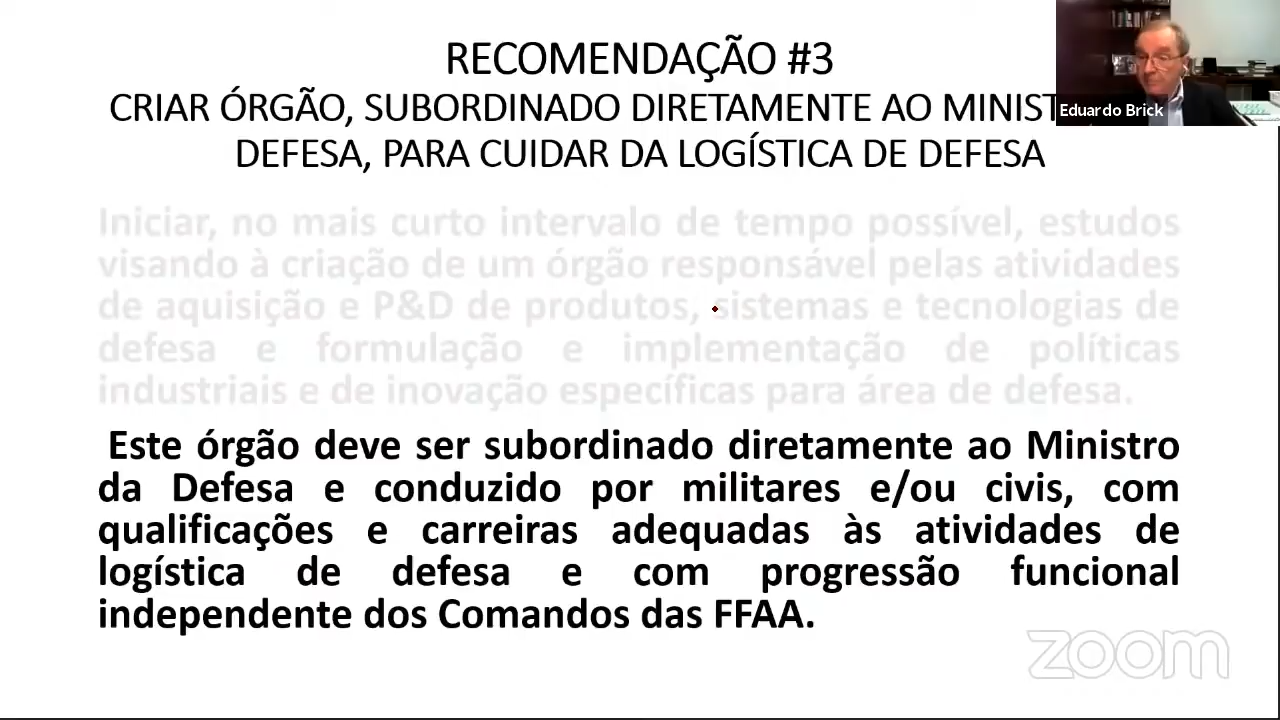 RECOMENDAÇÃO #3
CRIAR ÓRGÃO, SUBORDINADO DIRETAMENTE AO MINIST
DEFESA, PARA CUIDAR DA LOGÍSTICA DE DEFESA
Eduardo Brick
Iniciar, no mais curto intervalo de tempo possível, estudos
visando à criação de um órgão responsável pelas atividades
de aquisição e P&D de produtos, sistemas e tecnologias de
defesa e formulação e implementação de políticas
industriais e de inovação específicas para área de defesa.
Este órgão deve ser subordinado diretamente ao Ministro
da Defesa e conduzido por militares e/ou civis, com
qualificações e carreiras adequadas às atividades de
logística de defesa e com progressão funcional
independente dos Comandos das FFAA.
zoom